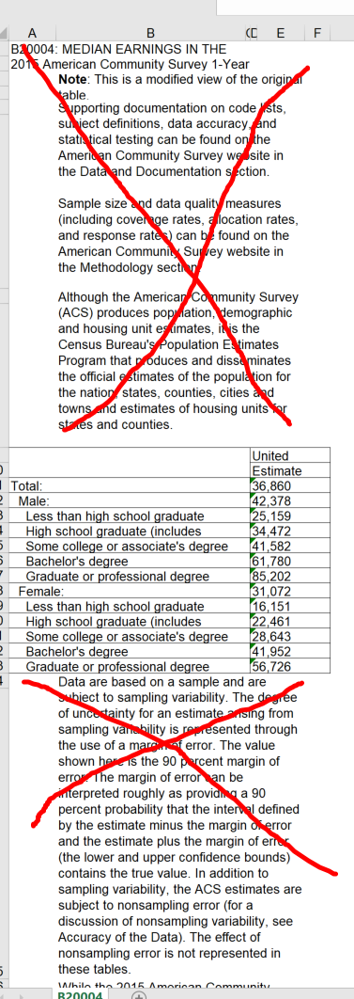 A B C D E F
B20004: MEDIAN EARNINGS IN THE
2015 American Community Survey 1-Year
Note: This is a modified view of the original
table.
Supporting documentation on code lists,
subject definitions, data accuracy, and
statistical testing can be found on the
American Community Survey website in
the Data and Documentation section.
Sample size and data quality measures
(including coverage rates, allocation rates,
and response rates) can be found on the
American Community Survey website in
the Methodology section.
Although the American Community Survey
(ACS) produces population, demographic
and housing unit estimates, it is the
Census Bureau's Population Estimates
Program that produces and disseminates
the official estimates of the population for
the nation, states, counties, cities and
towns and estimates of housing units for
states and counties.
United
Estimate
Total: 36,860
Male: 42,378
Less than high school graduate 25,159
High school graduate (includes 34,472
Some college or associate's degree 41,582
Bachelor's degree 61,780
Graduate or professional degree 85,202
Female: 31,072
Less than high school graduate 16,151
High school graduate (includes 22,461
Some college or associate's degree 28,643
Bachelor's degree 41,952
Graduate or professional degree 56,726
Data are based on a sample and are
subject to sampling variability. The degree
of uncertainty for an estimate arising from
sampling variability is represented through
the use of a margin of error. The value
shown here is the 90 percent margin of
error. The margin of error can be
interpreted roughly as providing a 90
percent probability that the interval defined
by the estimate minus the margin of error
and the estimate plus the margin of error
(the lower and upper confidence bounds)
contains the true value. In addition to
sampling variability, the ACS estimates are
subject to nonsampling error (for a
discussion of nonsampling variability, see
Accuracy of the Data). The effect of
nonsampling error is not represented in
these tables.
While the 2015 American Community
B20004